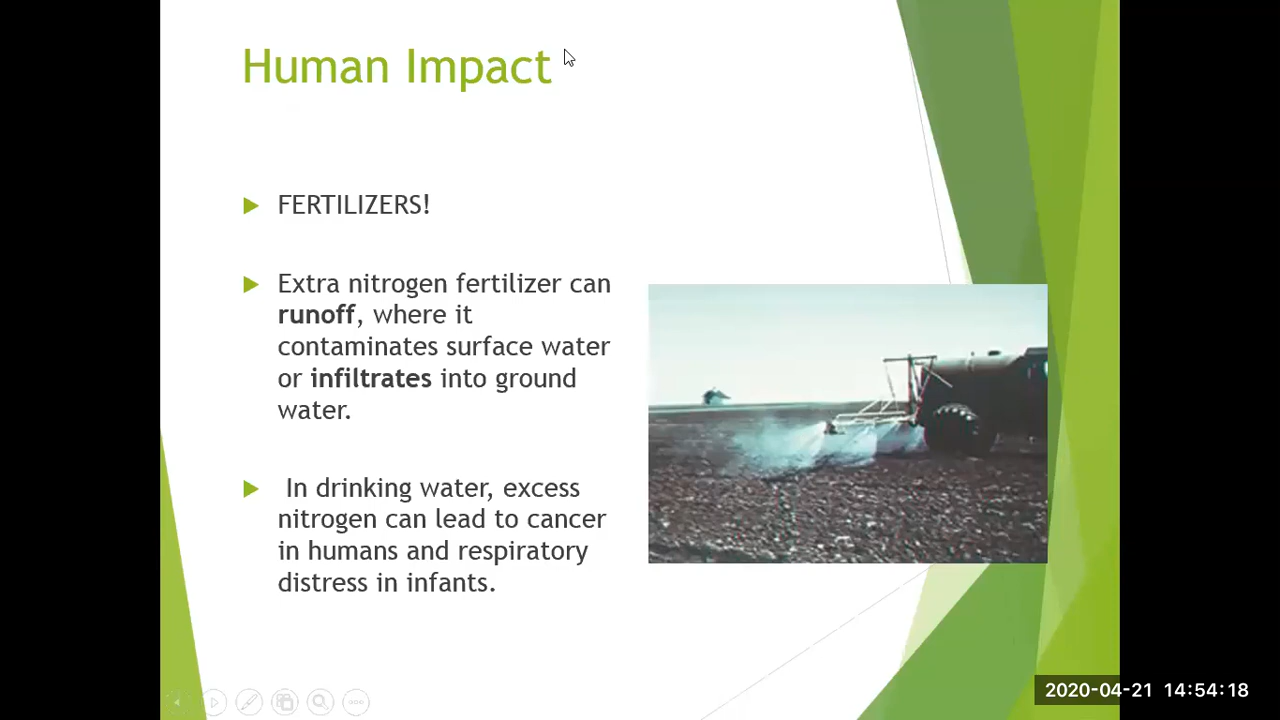 Human Impact
FERTILIZERS!
Extra nitrogen fertilizer can
runoff, where it
contaminates surface water
or infiltrates into ground
water.
In drinking water, excess
nitrogen can lead to cancer
in humans and respiratory
distress in infants.
2020-04-21 14:54:18